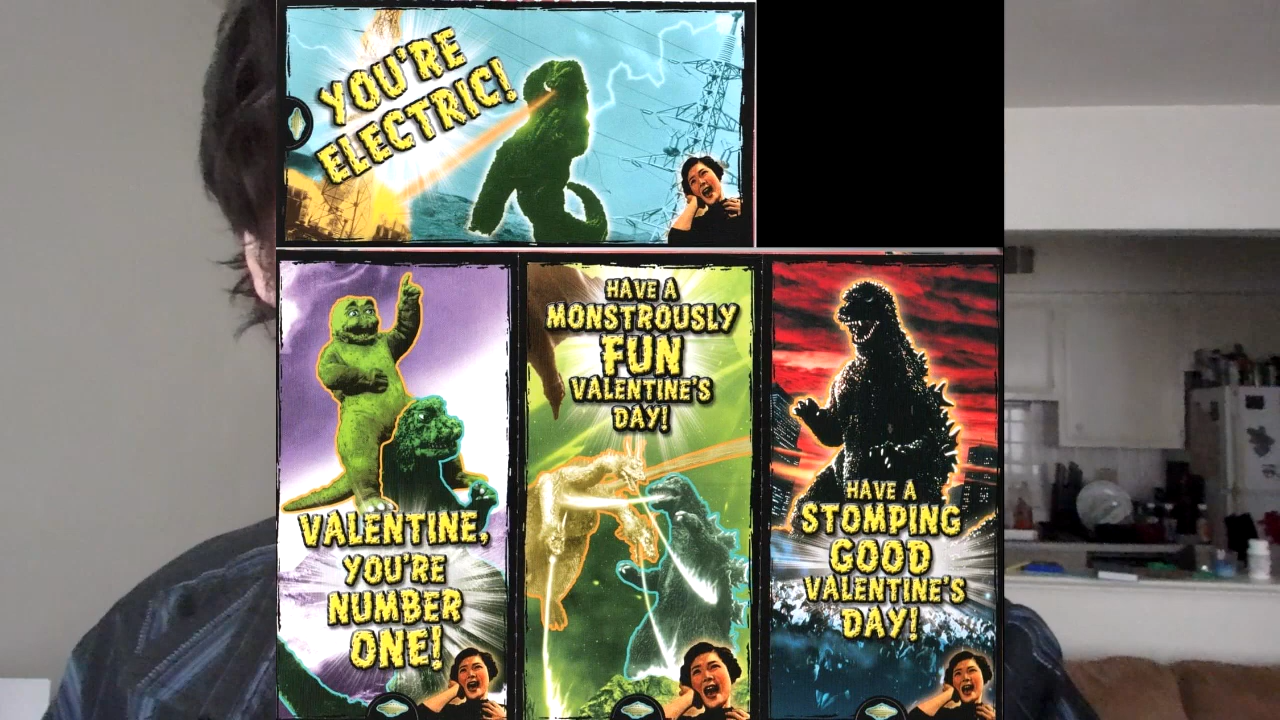 YOU'RE
ELECTRIC!
VALENTINE,
YOU'RE
NUMBER
ONE!
HAVE A
MONSTROUSLY
FUN
VALENTINE'S
DAY!
HAVE A
STOMPING
GOOD
VALENTINE'S
DAY!